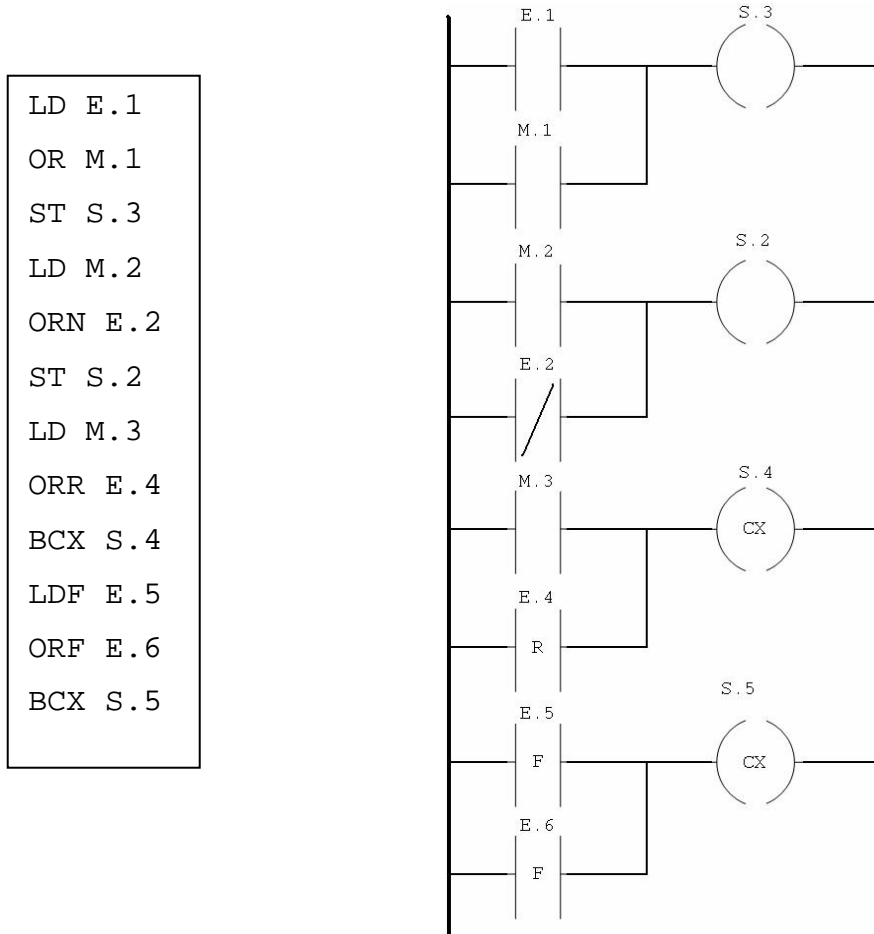 LD E.1
OR M.1
ST S.3
LD M.2
ORN E.2
ST S.2
LD M.3
ORR E.4
BCX S.4
LDF E.5
ORF E.6
BCX S.5
E.1 S.3
M.1
M.2 S.2
E.2
M.3 S.4
CX
E.4
R
E.5 S.5
F CX
E.6
F